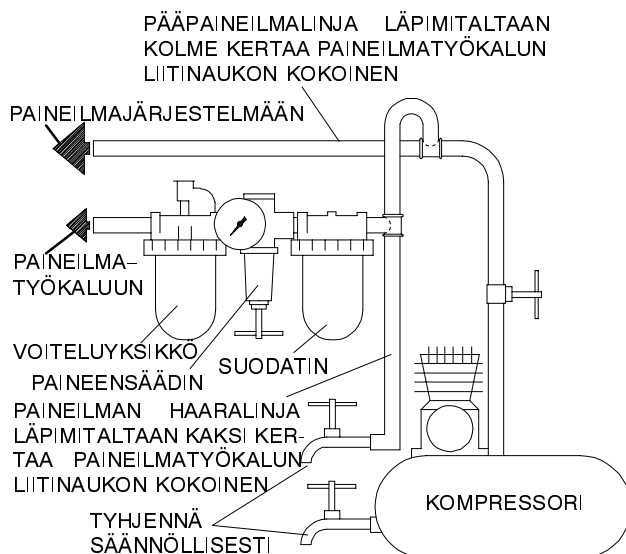 PÄÄPAINEILMALINJA LÄPIMITALTAAN
KOLME KERTAA PAINEILMATYÖKALUN
LIITINAUKON KOKOINEN
PAINEILMAJÄRJESTELMÄÄN
PAINEILMA-
TYÖKALUUN
VOITELUYKSIKKÖ
SUODATIN
PAINEENSÄÄDIN
PAINEILMAN HAARALINJA
LÄPIMITALTAAN KAKSI KER-
TAA PAINEILMATYÖKALUN
LIITINAUKON KOKOINEN
KOMPRESSORI
TYHJENNÄ
SÄÄNNÖLLISESTI